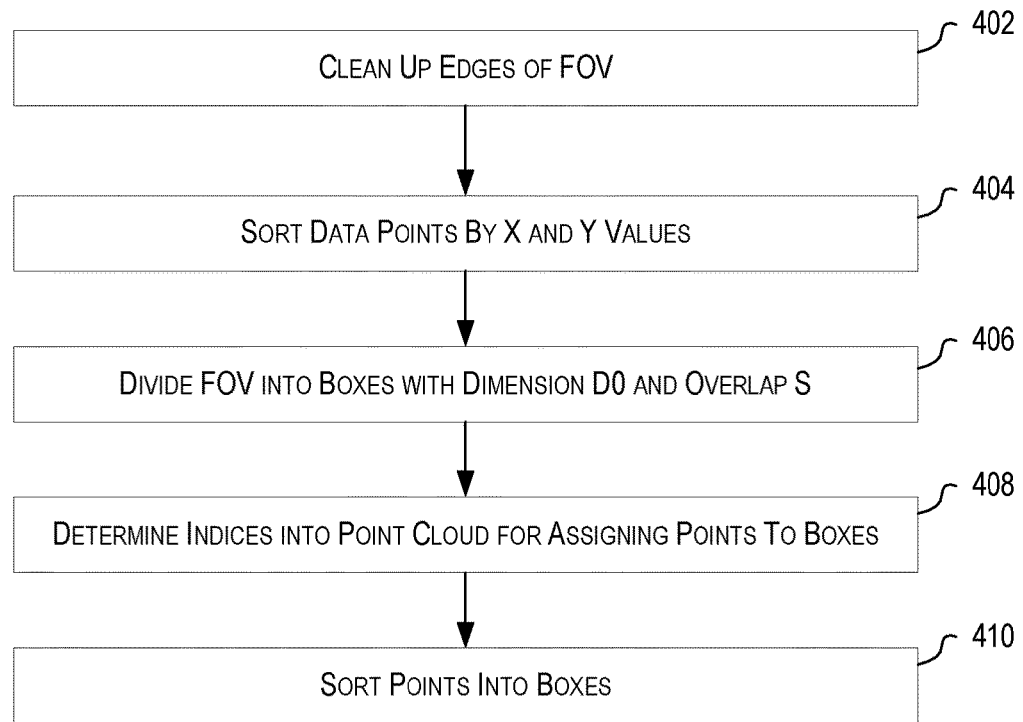 402
Clean Up Edges of FOV
404
Sort Data Points By X and Y Values
406
Divide FOV into Boxes with Dimension D0 and Overlap S
408
Determine Indices into Point Cloud for Assigning Points To Boxes
410
Sort Points Into Boxes